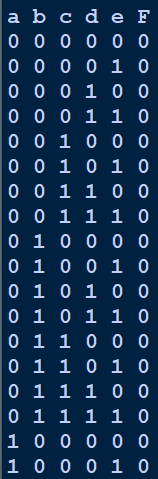 a b c d e F
0 0 0 0 0 0
0 0 0 0 1 0
0 0 0 1 0 0
0 0 0 1 1 0
0 0 1 0 0 0
0 0 1 0 1 0
0 0 1 1 0 0
0 0 1 1 1 0
0 1 0 0 0 0
0 1 0 0 1 0
0 1 0 1 0 0
0 1 0 1 1 0
0 1 1 0 0 0
0 1 1 0 1 0
0 1 1 1 0 0
0 1 1 1 1 0
1 0 0 0 0 0
1 0 0 0 1 0